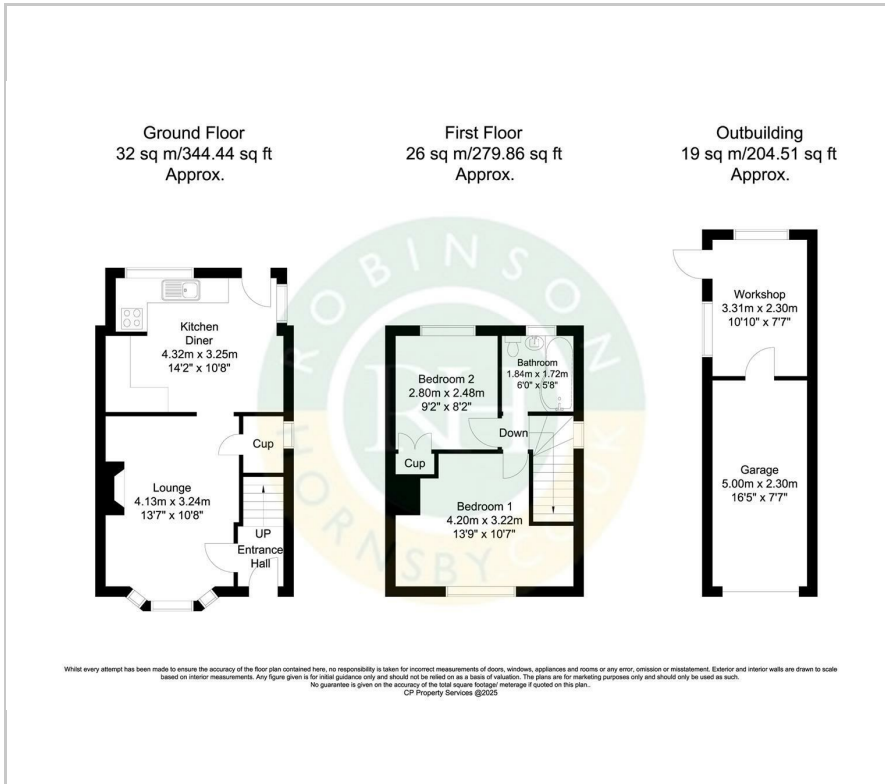 Ground Floor
32 sq m/344.44 sq ft
Approx.
First Floor
26 sq m/279.86 sq ft
Approx.
Outbuilding
19 sq m/204.51 sq ft
Approx.
Kitchen
Diner
4.32m x 3.25m
14'2" x 10'8"
Cup
Lounge
4.13m x 3.24m
13'7" x 10'8"
UP
Entrance
Hall
Bedroom 2
2.80m x 2.48m
9'2" x 8'2"
Bathroom
1.84m x 1.72m
6'0" x 5'8"
Down
Cup
Bedroom 1
4.20m x 3.22m
13'9" x 10'7"
Workshop
3.31m x 2.30m
10'10" x 7'7"
Garage
5.00m x 2.30m
16'5" x 7'7"
ROBINSON
RH
HORNSBY.CO.UK
Whilst every attempt has been made to ensure the accuracy of the floor plan contained here, no responsibility is taken for incorrect measurements of doors, windows, appliances and rooms or any error, omission or misstatement. Exterior and interior walls are drawn to scale
based on interior measurements. Any figure given is for initial guidance only and should not be relied on as a basis of valuation. The plans are for marketing purposes only and should only be used as such.
No guarantee is given on the accuracy of the total square footage/ meterage if quoted on this plan..
CP Property Services @2025